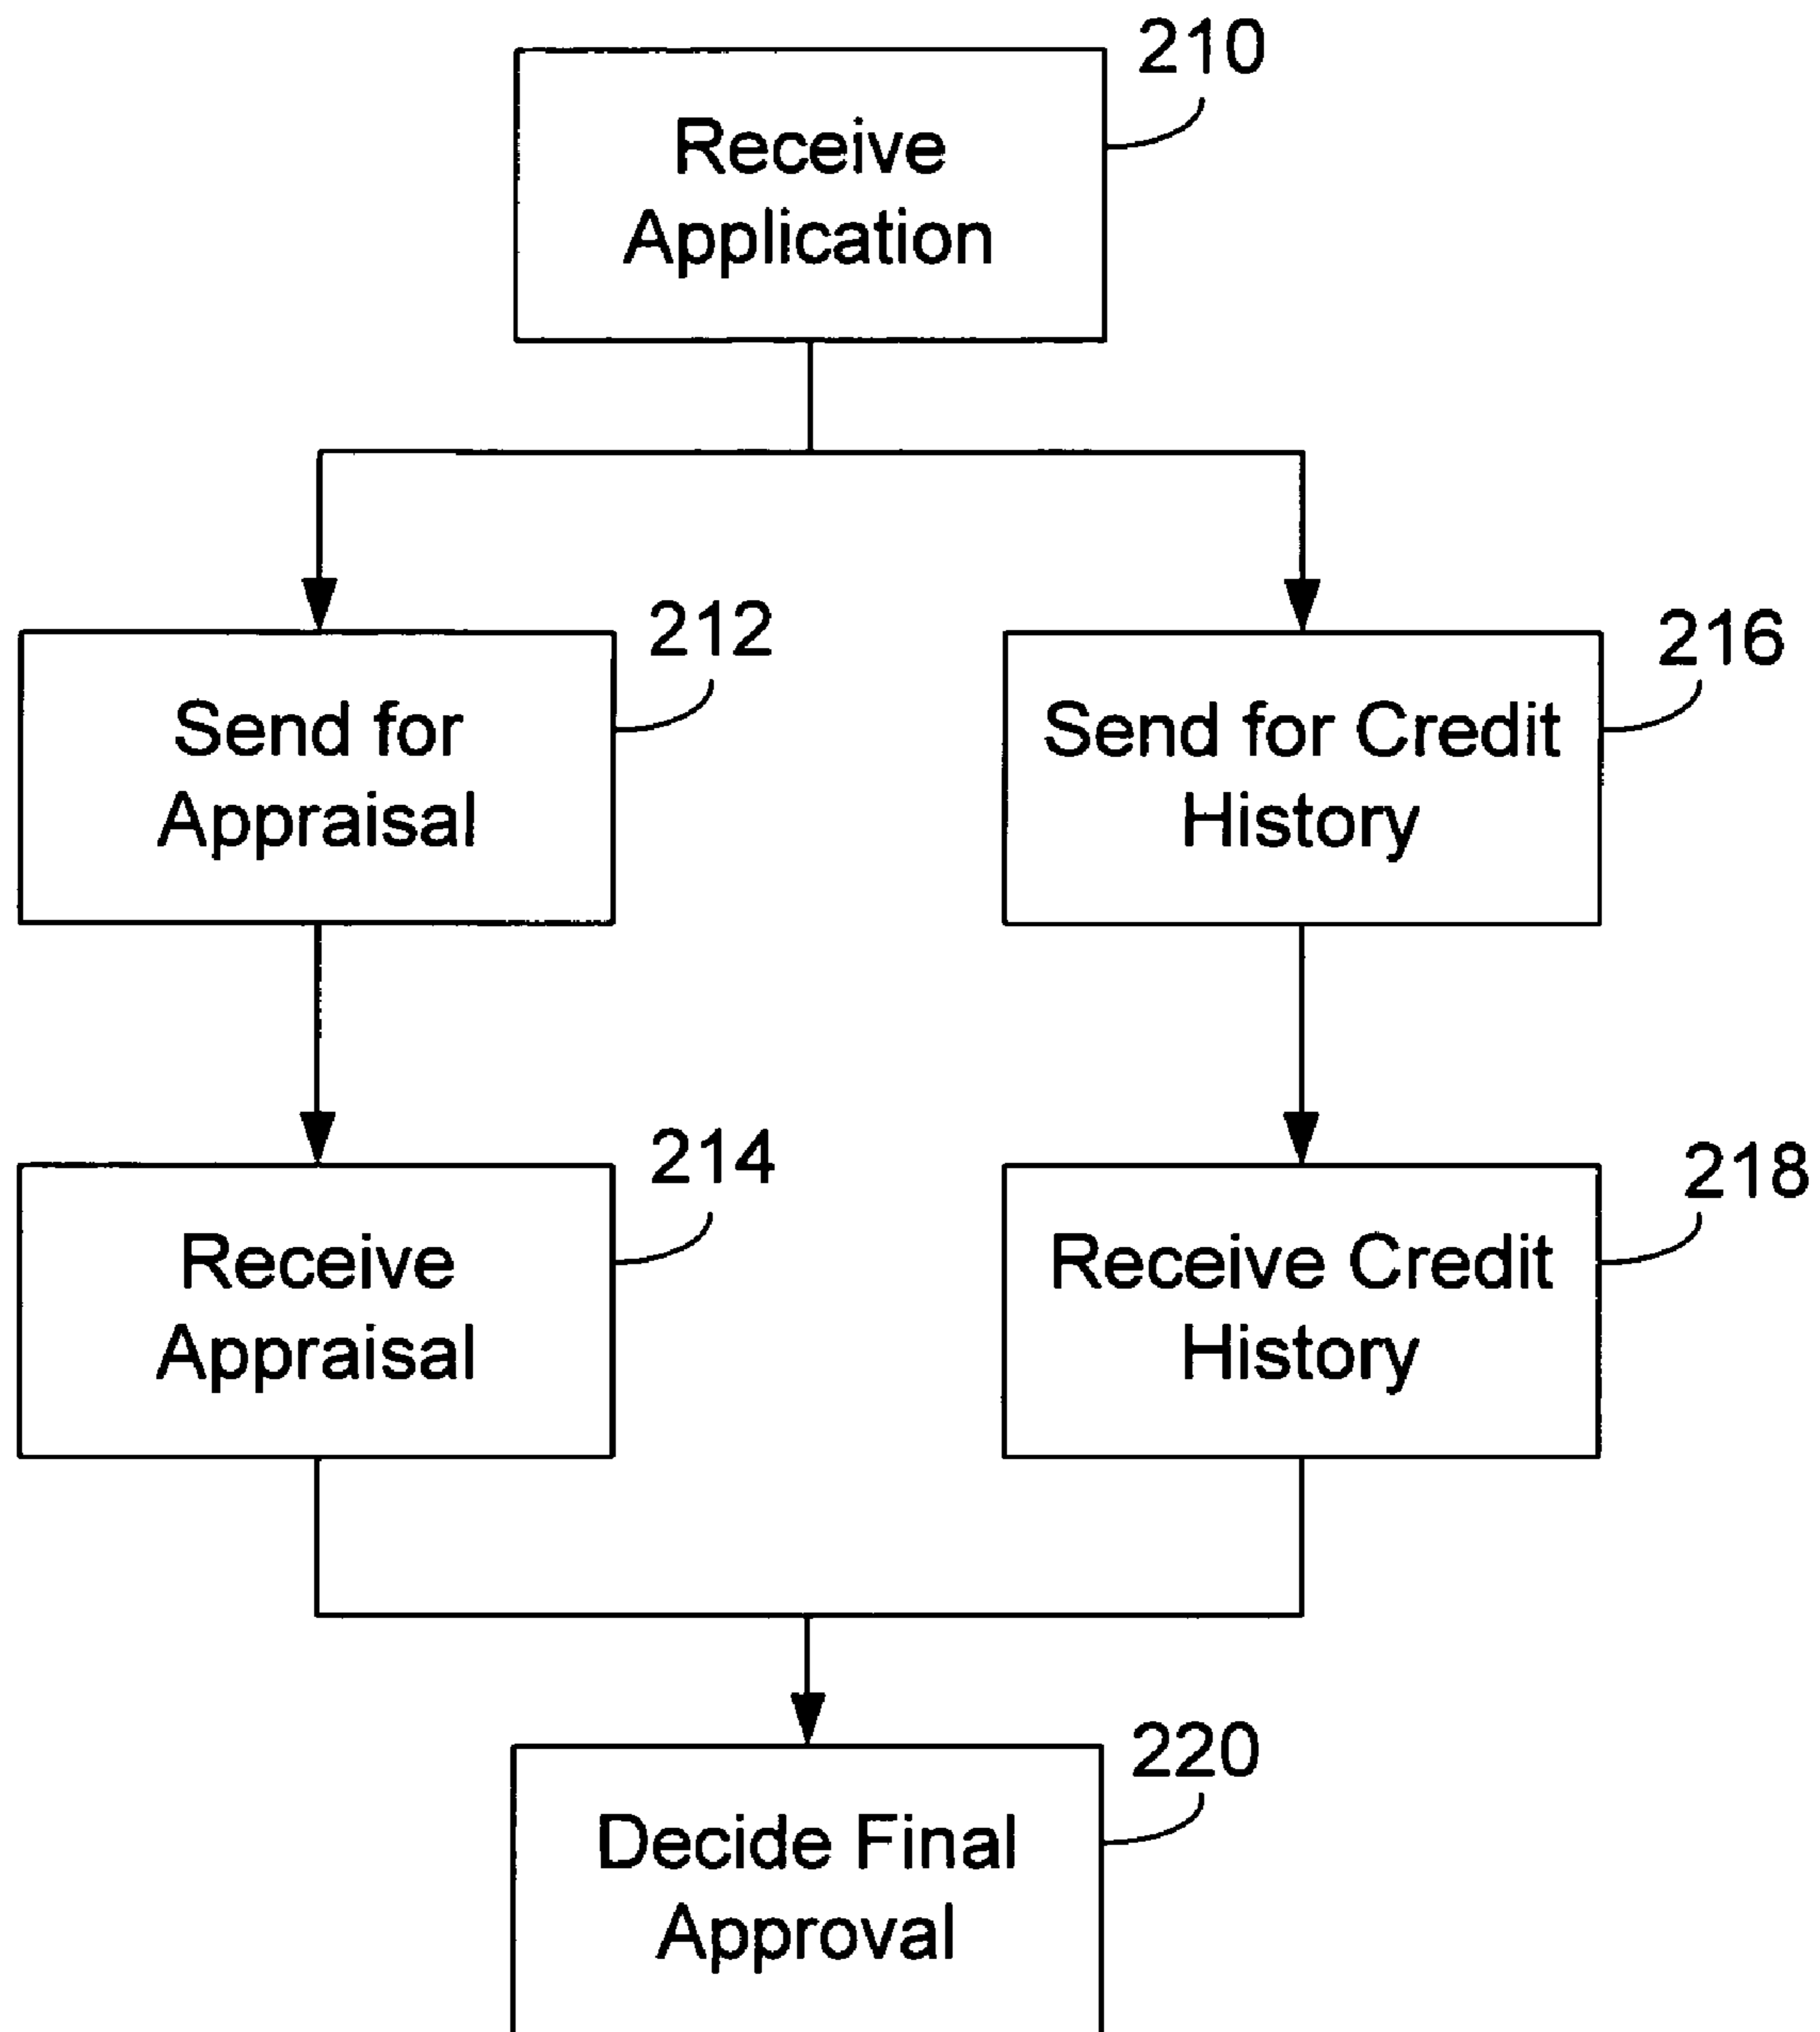 210
Receive
Application
212
Send for
Appraisal
216
Send for Credit
History
214
Receive
Appraisal
218
Receive Credit
History
220
Decide Final
Approval